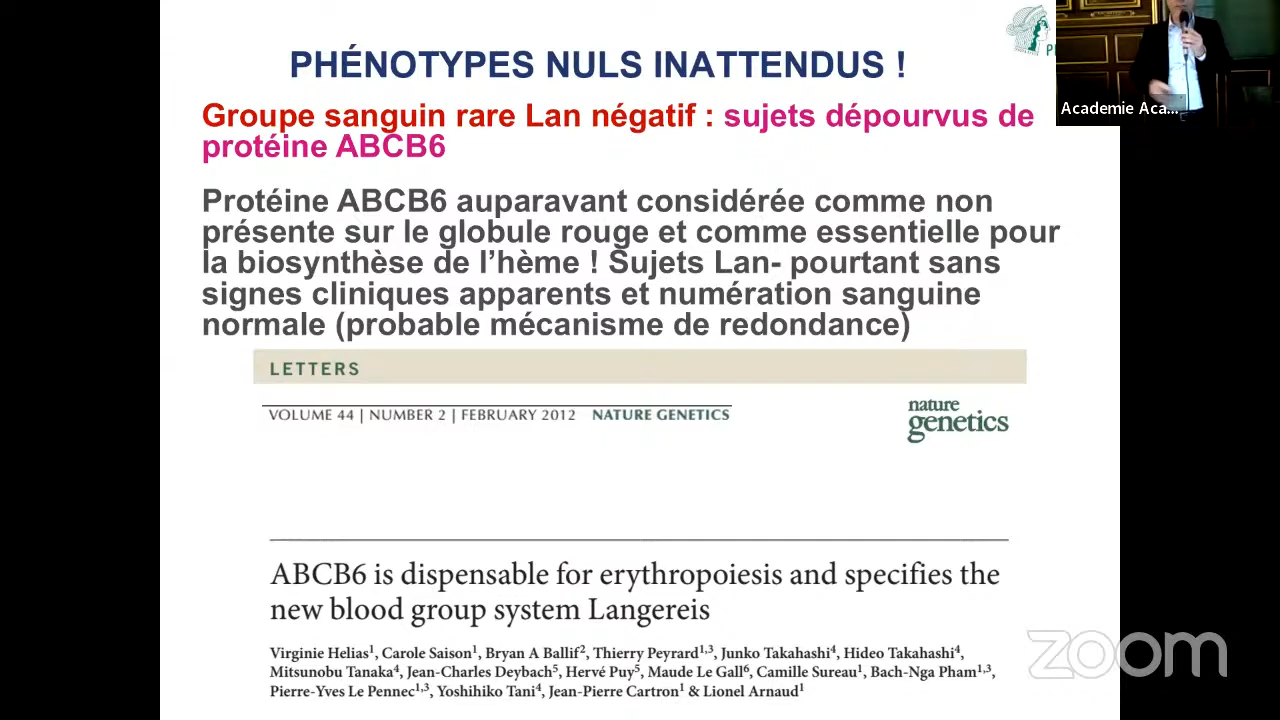 PHÉNOTYPES NULS INATTENDUS !
Groupe sanguin rare Lan négatif : sujets dépourvus de
protéine ABCB6
Protéine ABCB6 auparavant considérée comme non
présente sur le globule rouge et comme essentielle pour
la biosynthèse de l’hème ! Sujets Lan- pourtant sans
signes cliniques apparents et numération sanguine
normale (probable mécanisme de redondance)
LETTERS
VOLUME 44 | NUMBER 2 | FEBRUARY 2012 NATURE GENETICS
nature
genetics
ABCB6 is dispensable for erythropoiesis and specifies the
new blood group system Langereis
Virginie Helias1, Carole Saison1, Bryan A Ballif2, Thierry Peyrard1,3, Junko Takahashi4, Hideo Takahashi4,
Mitsunobu Tanaka4, Jean-Charles Deybach5, Hervé Puy5, Maude Le Gall6, Camille Sureau1, Bach-Nga Pham1,3,
Pierre-Yves Le Pennec1,3, Yoshihiko Tani4, Jean-Pierre Cartron1 & Lionel Arnaud1
Academie Aca...
zoom